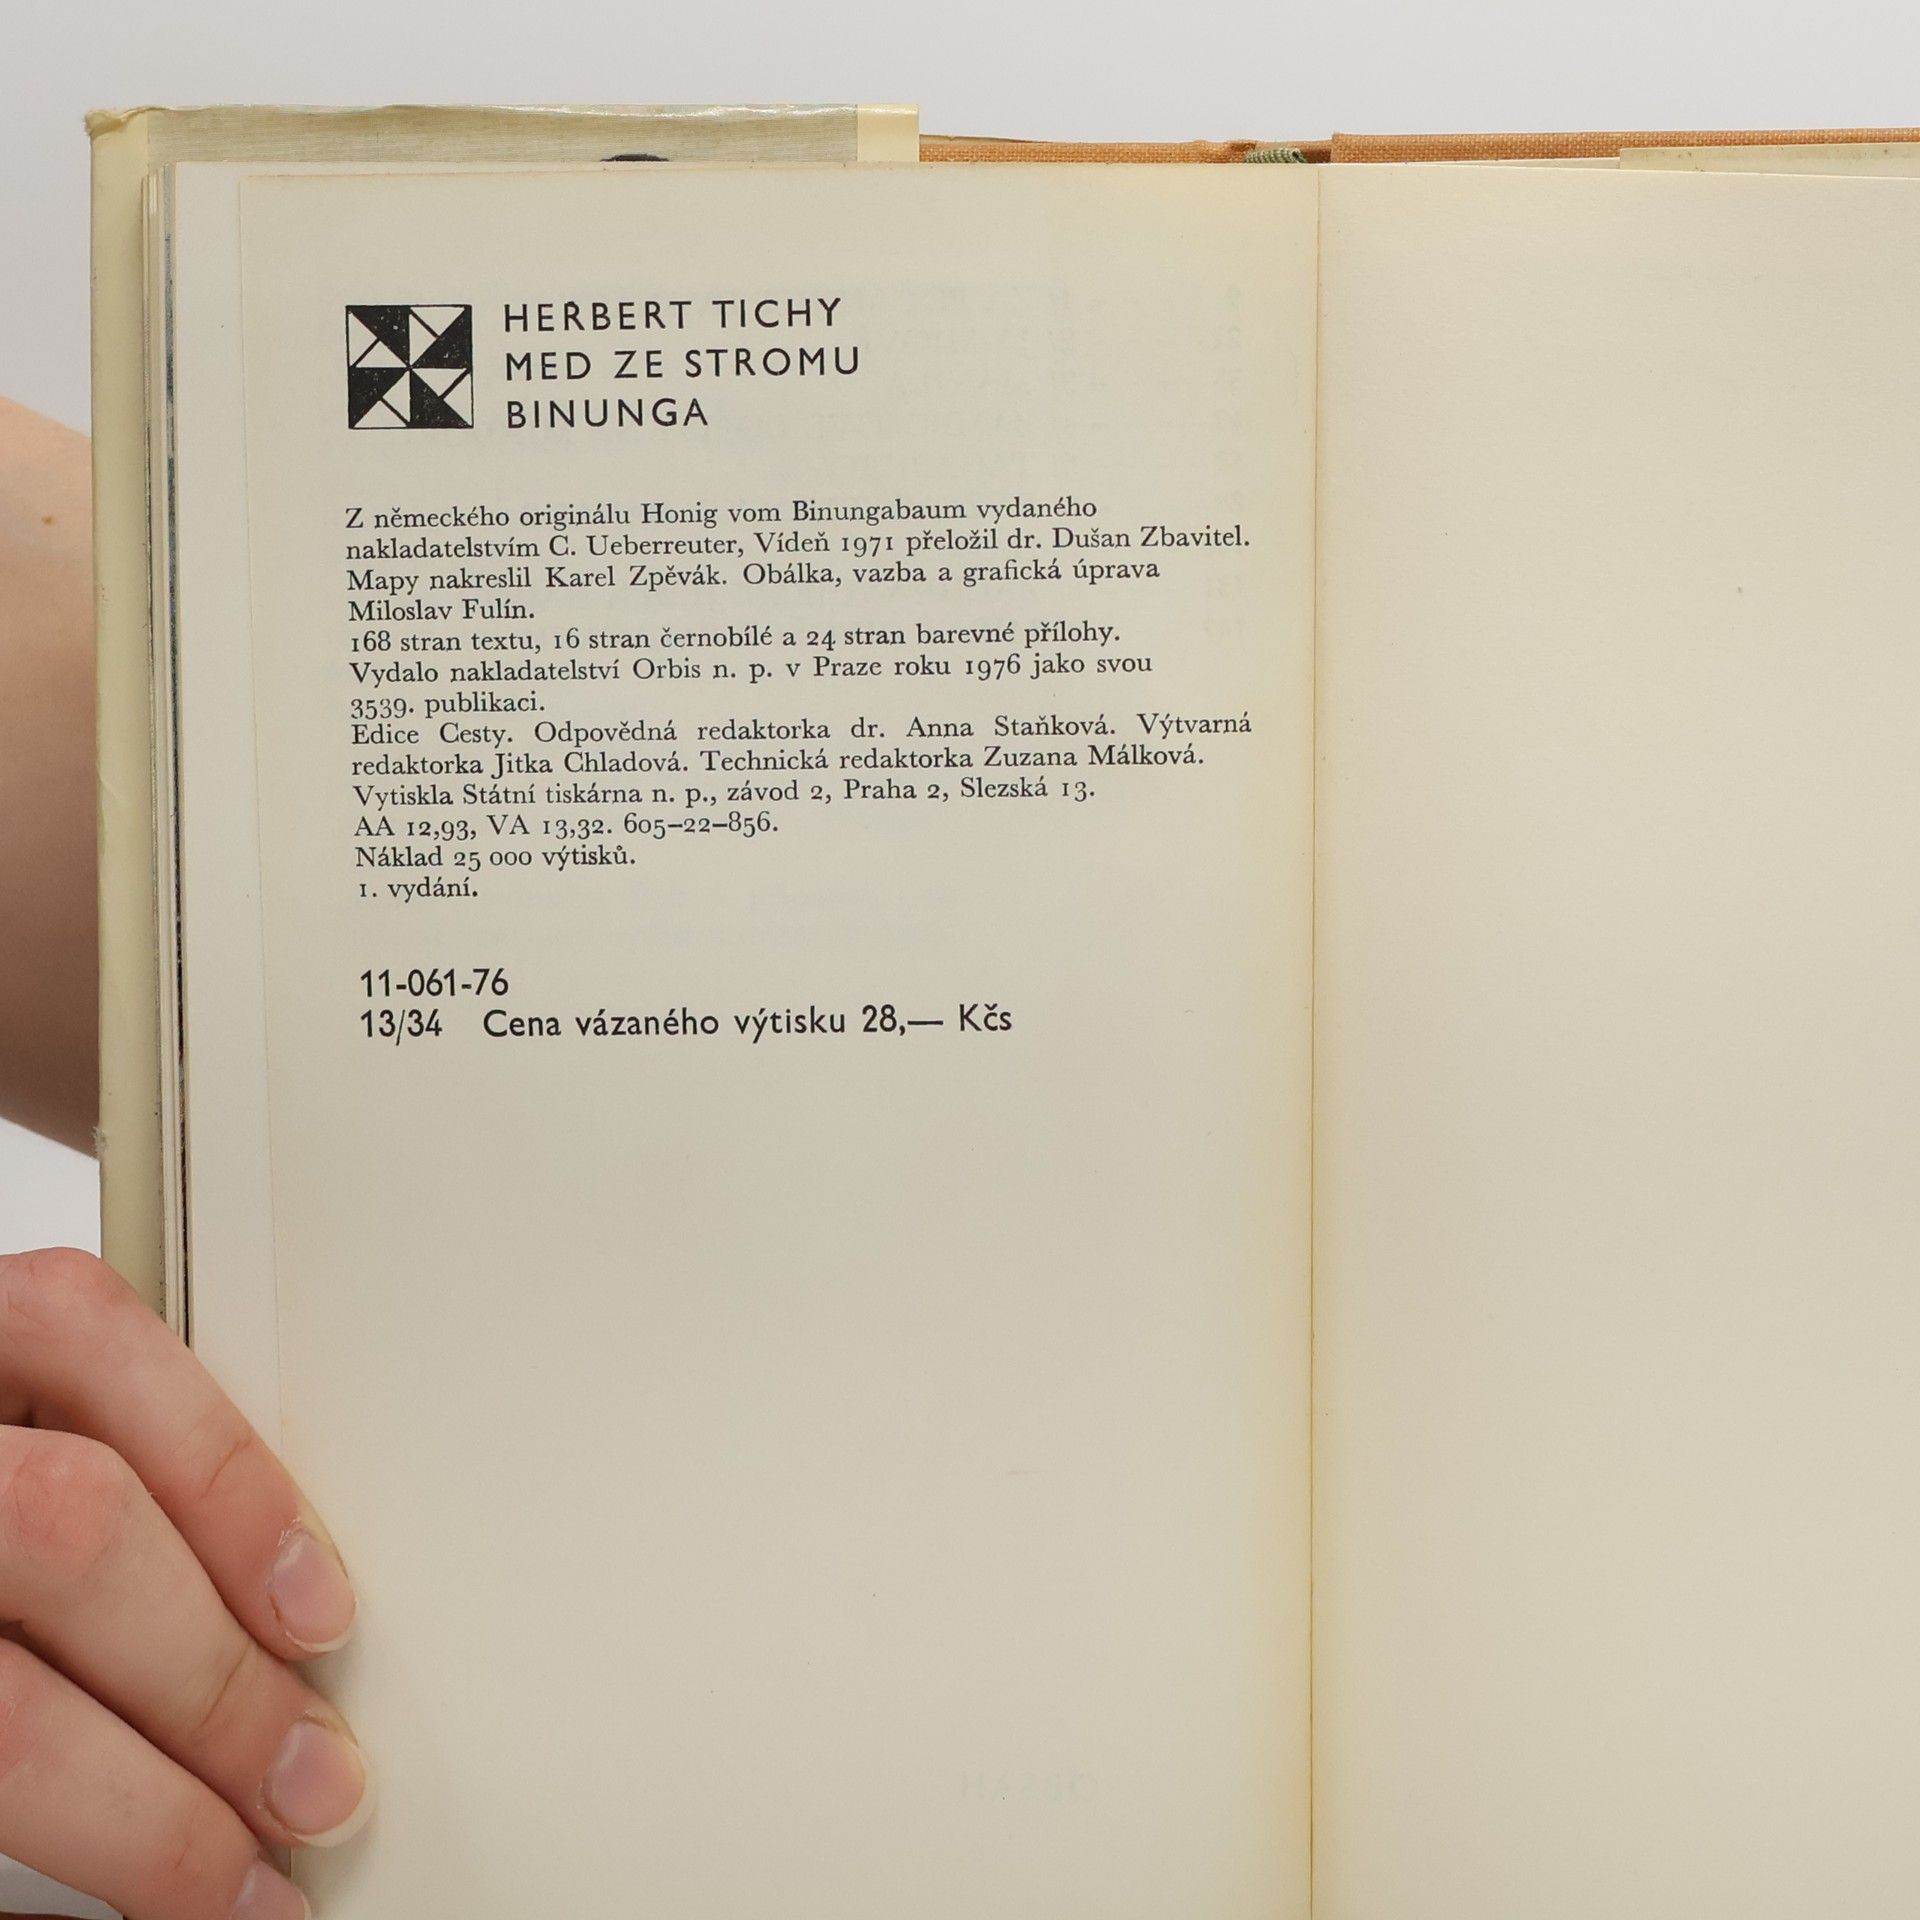 HERBERT TICHY
MED ZE STROMU
BINUNGA
Z německého originálu Honig vom Binungabaum vydaného
nakladatelstvím C. Ueberreuter, Vídeň 1971 přeložil dr. Dušan Zbavitel.
Mapy nakreslil Karel Zpěvák. Obálka, vazba a grafická úprava
Miloslav Fulín.
168 stran textu, 16 stran černobílé a 24 stran barevné přílohy.
Vydalo nakladatelství Orbis n. p. v Praze roku 1976 jako svou
3539. publikaci.
Edice Cesty. Odpovědná redaktorka dr. Anna Staňková. Výtvarná
redaktorka Jitka Chladová. Technická redaktorka Zuzana Málková.
Vytiskla Státní tiskárna n. p., závod 2, Praha 2, Slezská 13.
AA 12,93, VA 13,32. 605–22–856.
Náklad 25 000 výtisků.
1. vydání.
11-061-76
13/34 Cena vázaného výtisku 28,— Kčs